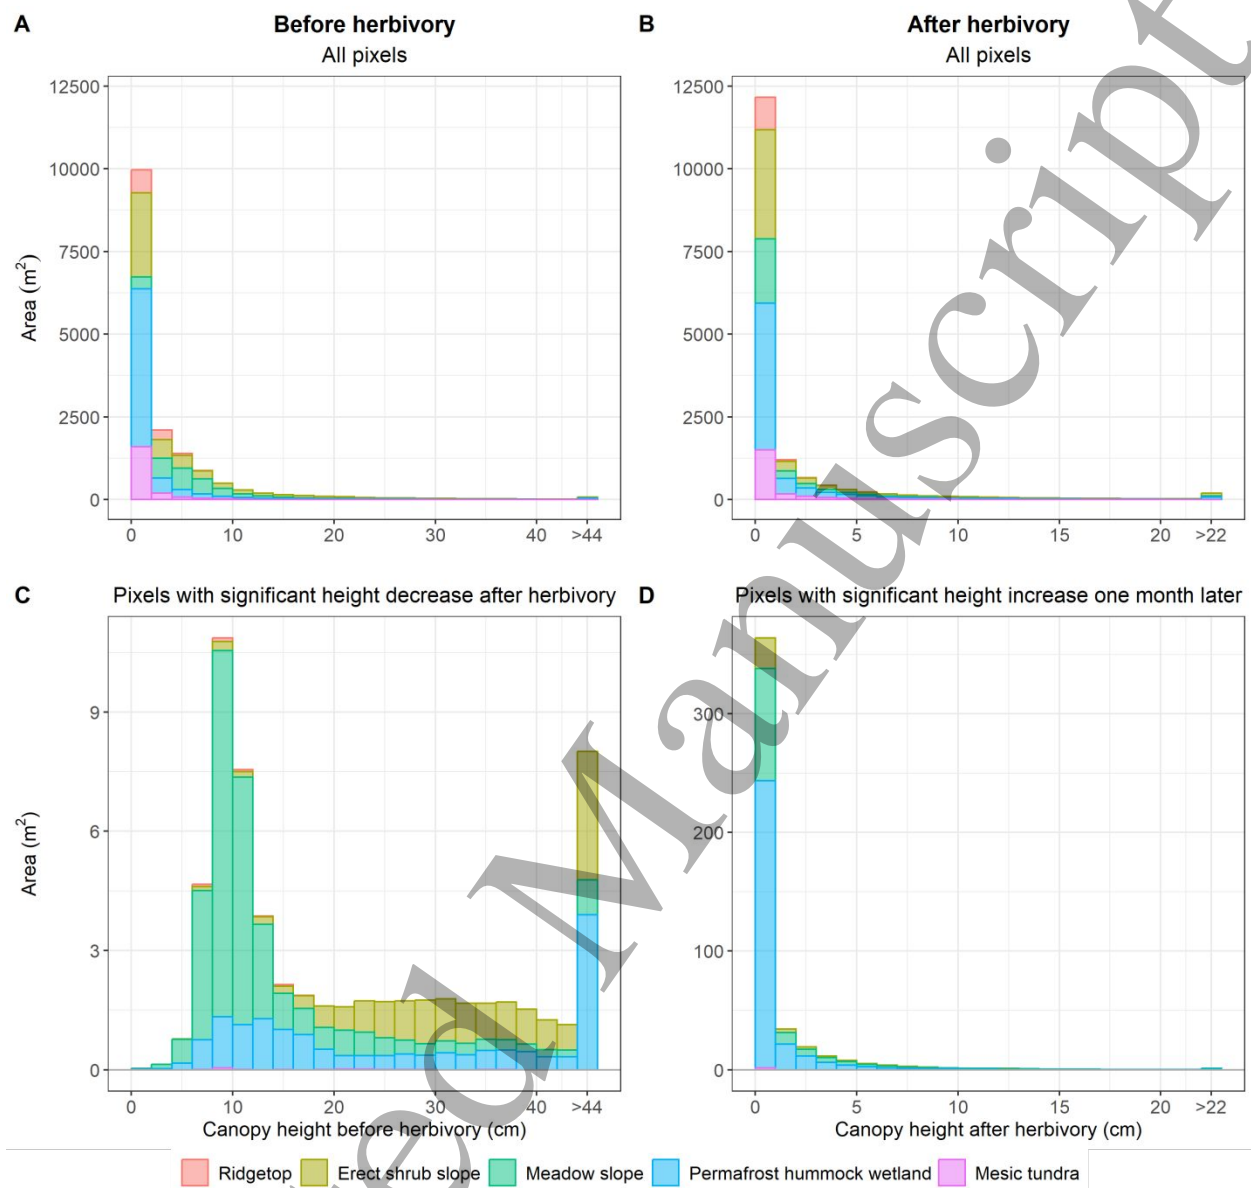 A Before herbivory B After herbivory
All pixels All pixels
12500 12500
10000 10000
7500 7500
Area (m²)
5000 5000
2500 2500
0 0
0 10 20 30 40 >44 0 5 10 15 20 >22
C Pixels with significant height decrease after herbivory D Pixels with significant height increase one month later
9 300
6 200
Area (m²)
3 100
0 0
0 10 20 30 40 >44 0 5 10 15 20 >22
Canopy height before herbivory (cm) Canopy height after herbivory (cm)
Ridgetop Erect shrub slope Meadow slope Permafrost hummock wetland Mesic tundra
Manuscript